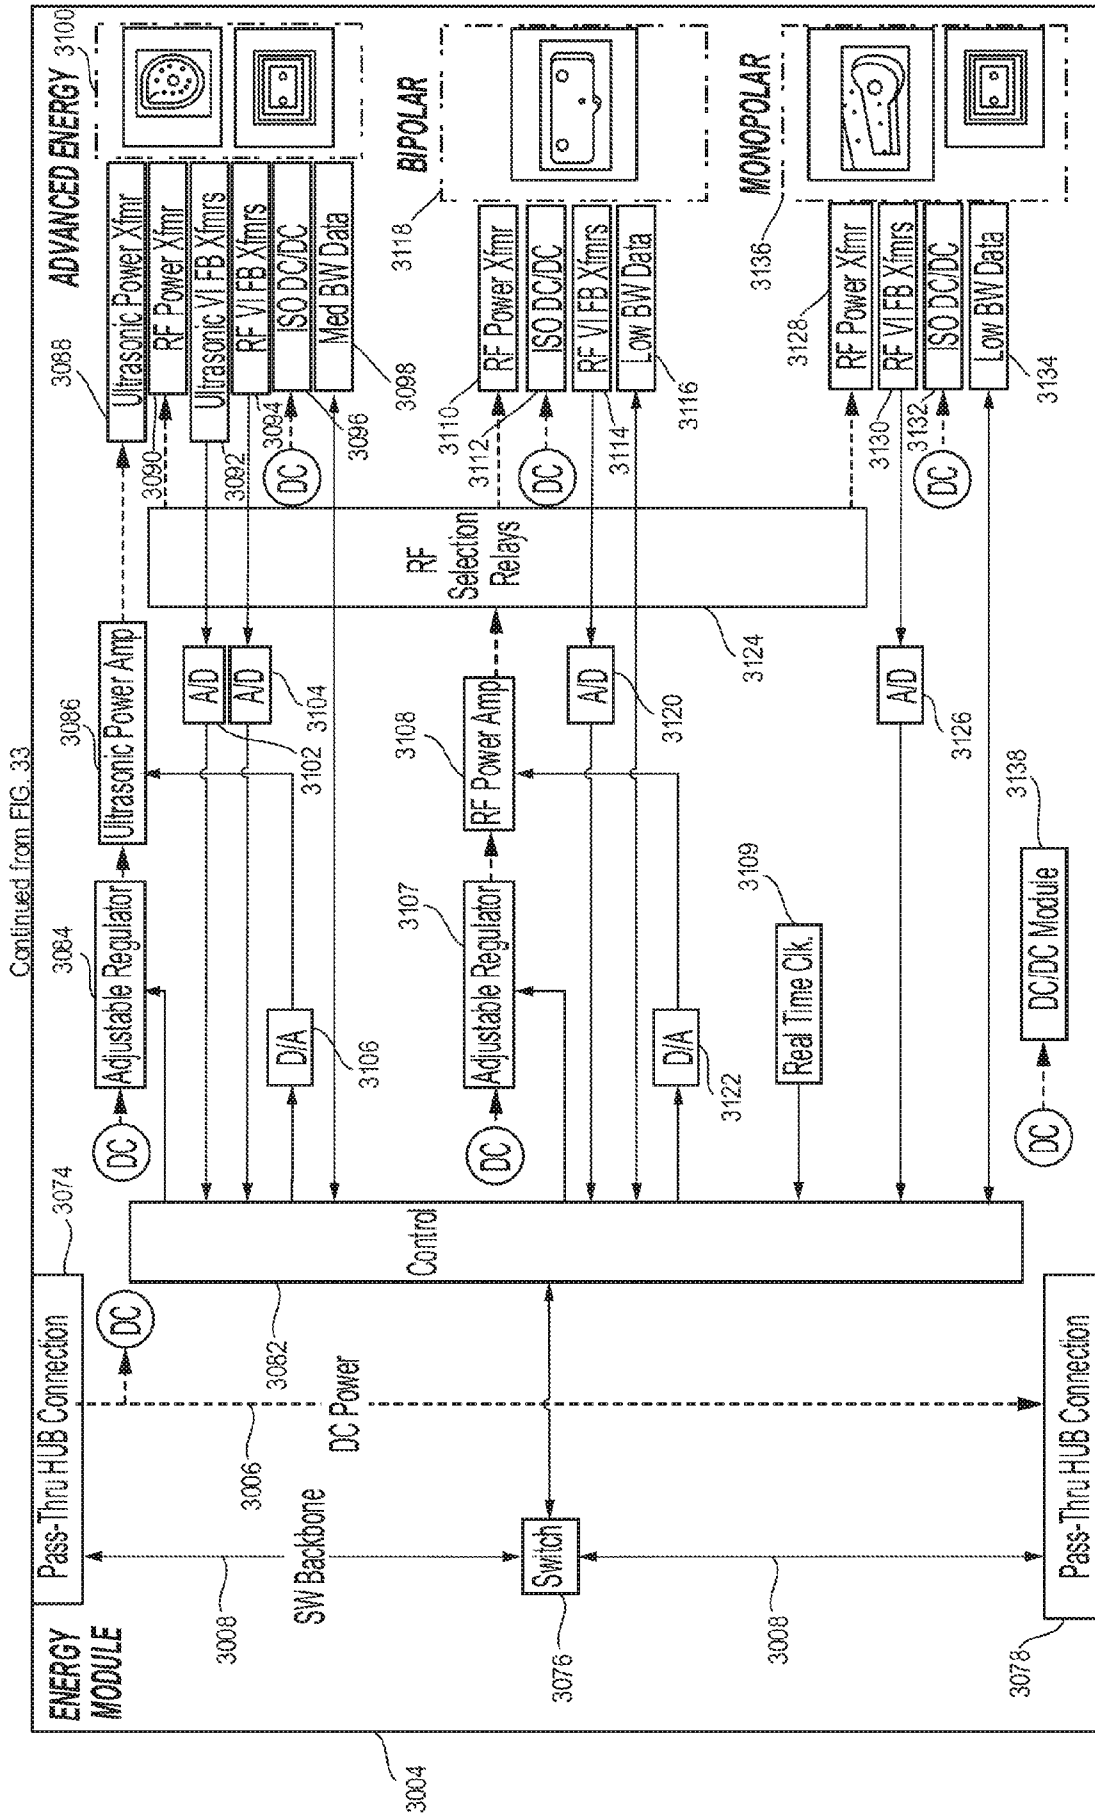 Continued from FIG. 33
ENERGY
MODULE
3004
Pass-Thru HUB Connection
3074
3008
SW Backbone
3006
DC Power
DC
Switch
3076
3008
Pass-Thru HUB Connection
3078
Control
3082
DC
Adjustable Regulator
3084
Ultrasonic Power Amp
3086
A/D
3102
A/D
3104
D/A
3106
DC
Adjustable Regulator
3107
RF Power Amp
3108
A/D
3120
D/A
3122
Real Time Clk.
3109
A/D
3126
DC
DC/DC Module
3138
RF
Selection
Relays
3124
ADVANCED ENERGY
3100
Ultrasonic Power Xfmr
3088
RF Power Xfmr
3090
Ultrasonic VI FB Xfmrs
3092
RF VI FB Xfmrs
3094
DC
ISO DC/DC
3096
Med BW Data
3098
BIPOLAR
3118
RF Power Xfmr
3110
DC
ISO DC/DC
3112
RF VI FB Xfmrs
3114
Low BW Data
3116
MONOPOLAR
3136
RF Power Xfmr
3128
RF VI FB Xfmrs
3130
DC
ISO DC/DC
3132
Low BW Data
3134